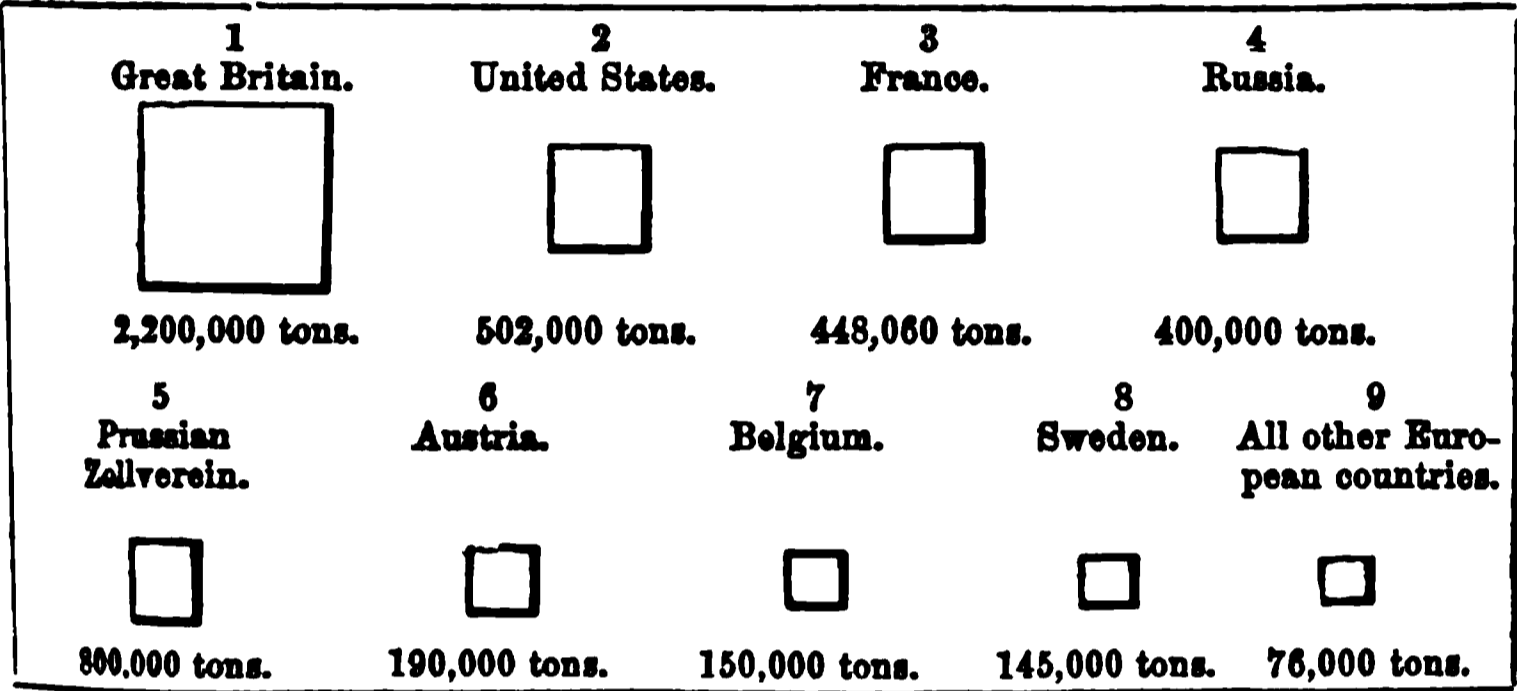 1 2 3 4
Great Britain. United States. France. Russia.
2,200,000 tons. 502,000 tons. 448,060 tons. 400,000 tons.
5 6 7 8 9
Prussian Austria. Belgium. Sweden. All other Euro-
Zollverein. pean countries.
800,000 tons. 190,000 tons. 150,000 tons. 145,000 tons. 76,000 tons.